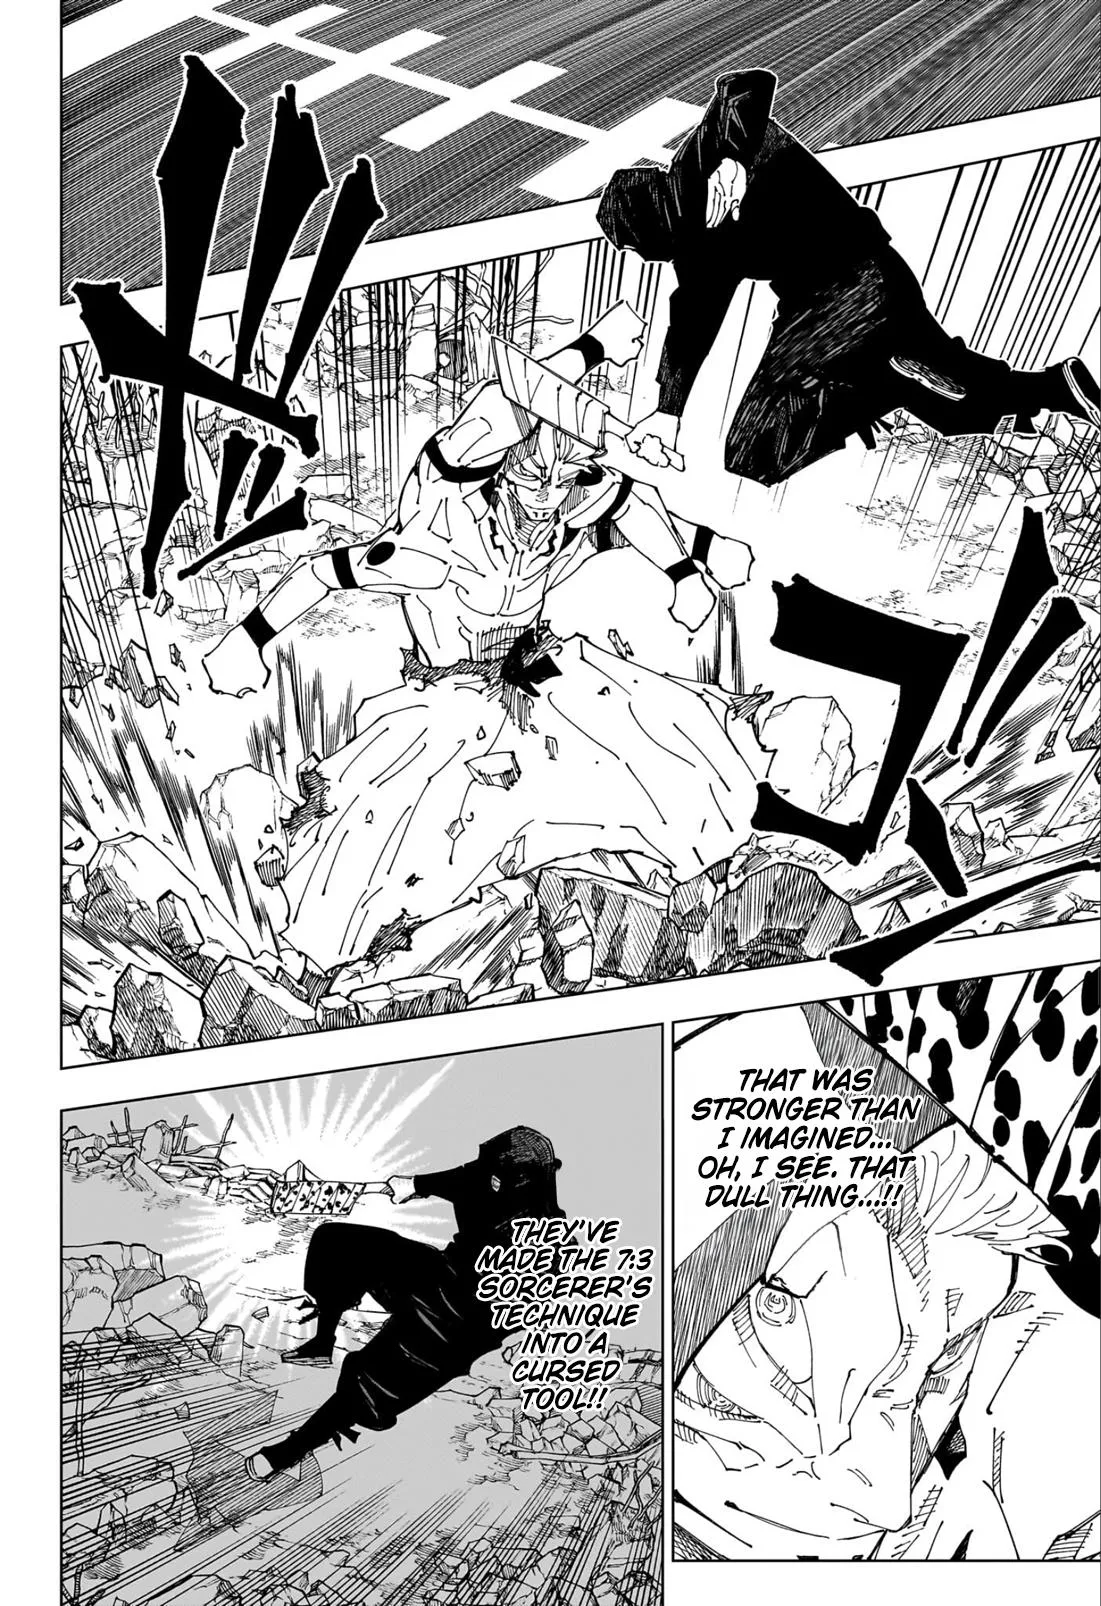 ドゴッ
THAT WAS
STRONGER THAN
I IMAGINED...
OH, I SEE. THAT
DULL THING...!!
THEY'VE
MADE THE 7:3
SORCERER'S
TECHNIQUE
INTO A
CURSED
TOOL!!